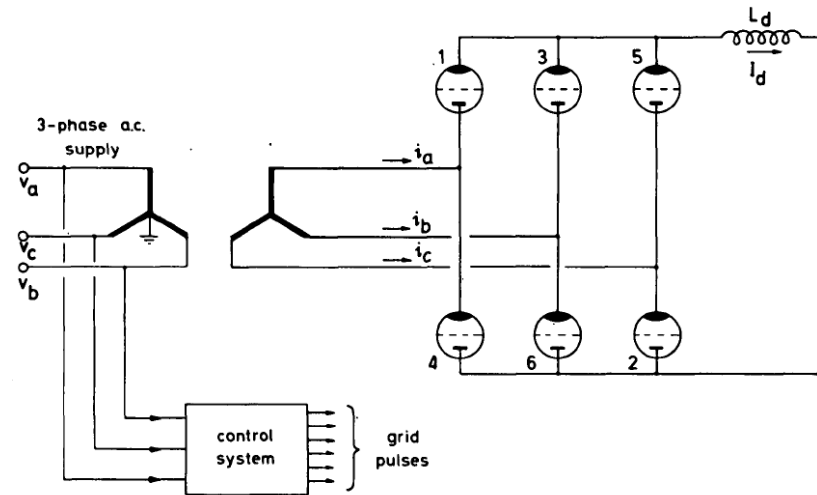 L_d
I_d
1
3
5
3-phase a.c.
supply
v_a
v_c
v_b
i_a
i_b
i_c
4
6
2
control
system
grid
pulses